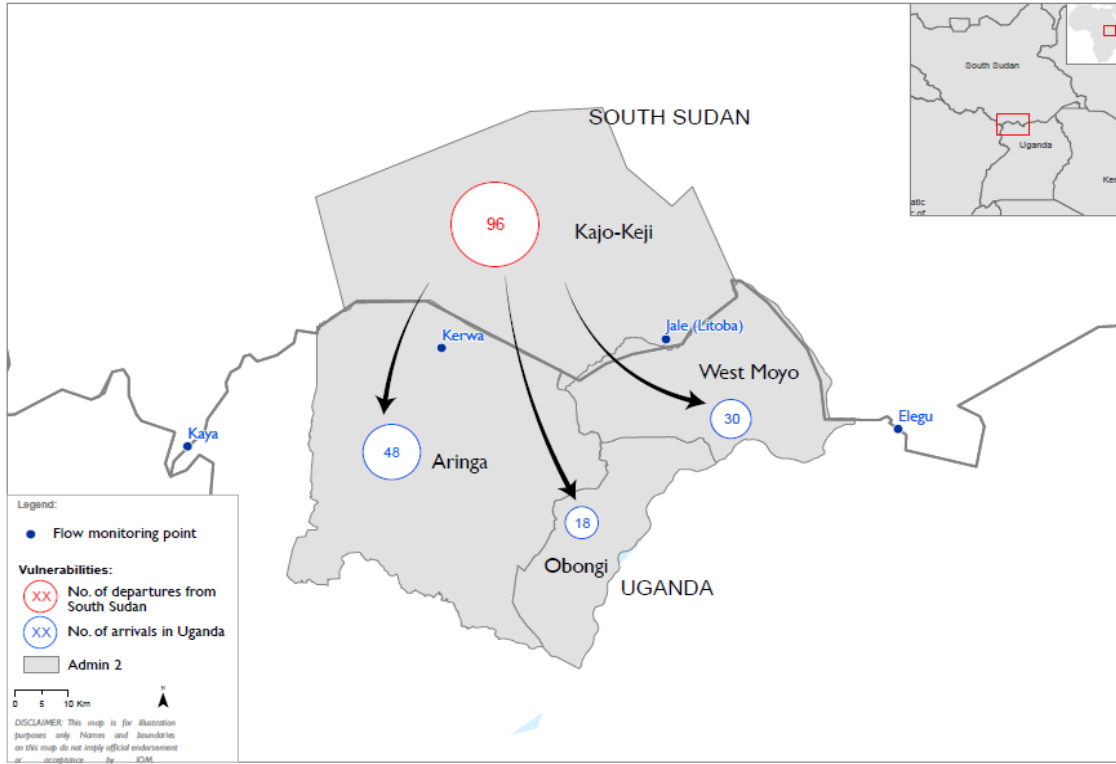 South Sudan
Uganda
Ker
atic
c of
SOUTH SUDAN
96
Kajo-Keji
Kerwa
Jale (Litoba)
West Moyo
30
Elegu
Kaya
48
Aringa
18
Obongi
UGANDA
Legend:
Flow monitoring point
Vulnerabilities:
XX
No. of departures from
South Sudan
XX
No. of arrivals in Uganda
Admin 2
0 5 10 Km
N
DISCLAIMER: This map is for illustration
purposes only. Names and boundaries
on this map do not imply official endorsement
or acceptance by IOM.